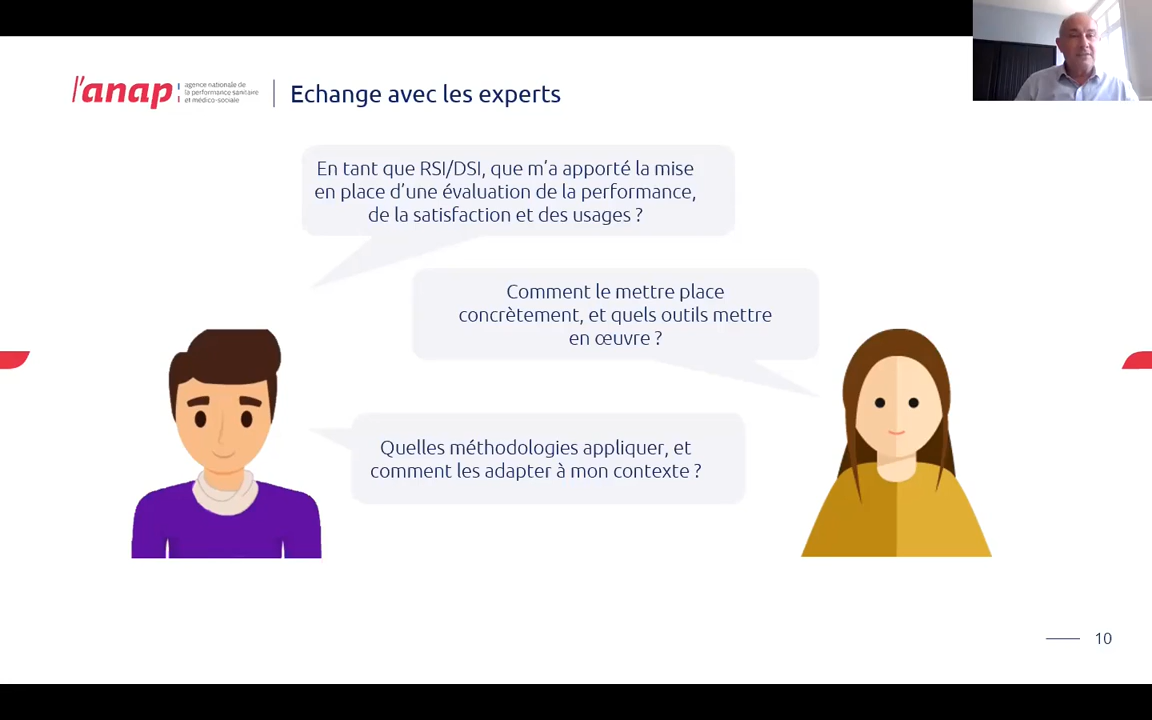 l'anap
agence nationale de
la performance sanitaire
et médico-sociale
Echange avec les experts
En tant que RSI/DSI, que m'a apporté la mise
en place d'une évaluation de la performance,
de la satisfaction et des usages ?
Comment le mettre place
concrètement, et quels outils mettre
en œuvre ?
Quelles méthodologies appliquer, et
comment les adapter à mon contexte ?
10